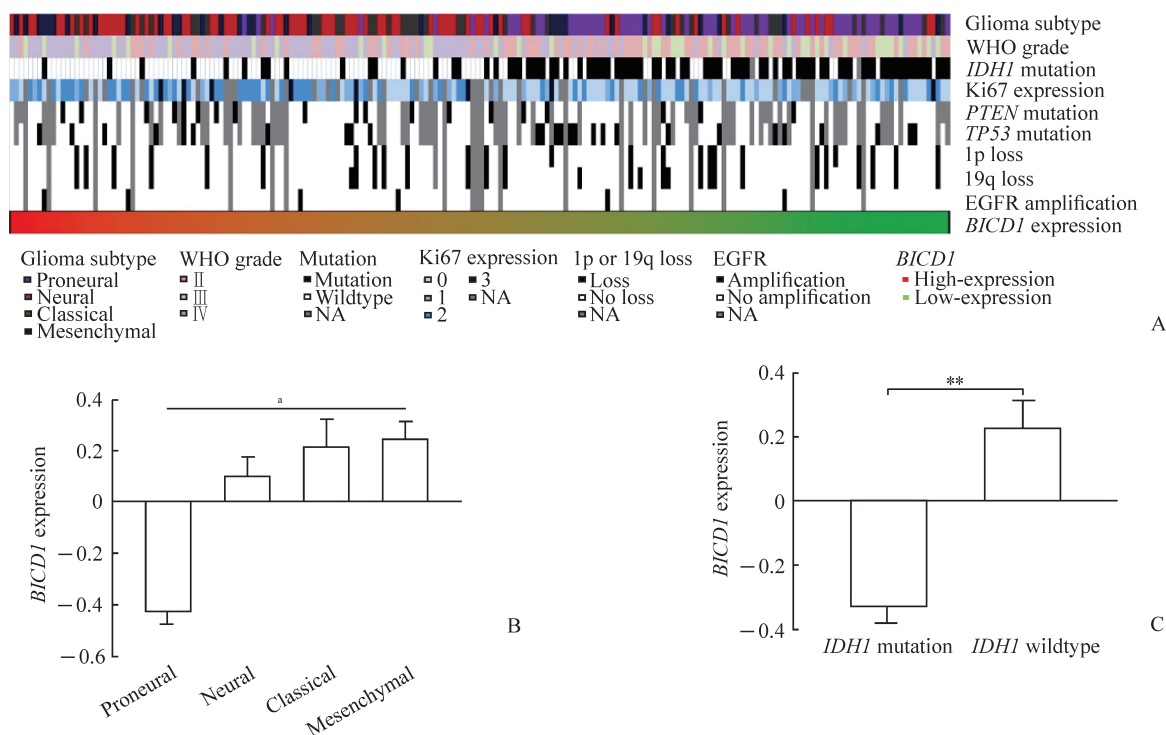 Glioma subtype
WHO grade
IDH1 mutation
Ki67 expression
PTEN mutation
TP53 mutation
1p loss
19q loss
EGFR amplification
BICD1 expression
Glioma subtype
Proneural
Neural
Classical
Mesenchymal
WHO grade
Ⅱ
Ⅲ
Ⅳ
Mutation
Mutation
Wildtype
NA
Ki67 expression
0 3
1 NA
2
1p or 19q loss
Loss
No loss
NA
EGFR
Amplification
No amplification
NA
BICD1
High-expression
Low-expression
A
BICD1 expression
0.4
0.2
0
−0.2
−0.4
−0.6
a
Proneural
Neural
Classical
Mesenchymal
B
BICD1 expression
0.4
0.2
0
−0.2
−0.4
**
IDH1 mutation IDH1 wildtype
C